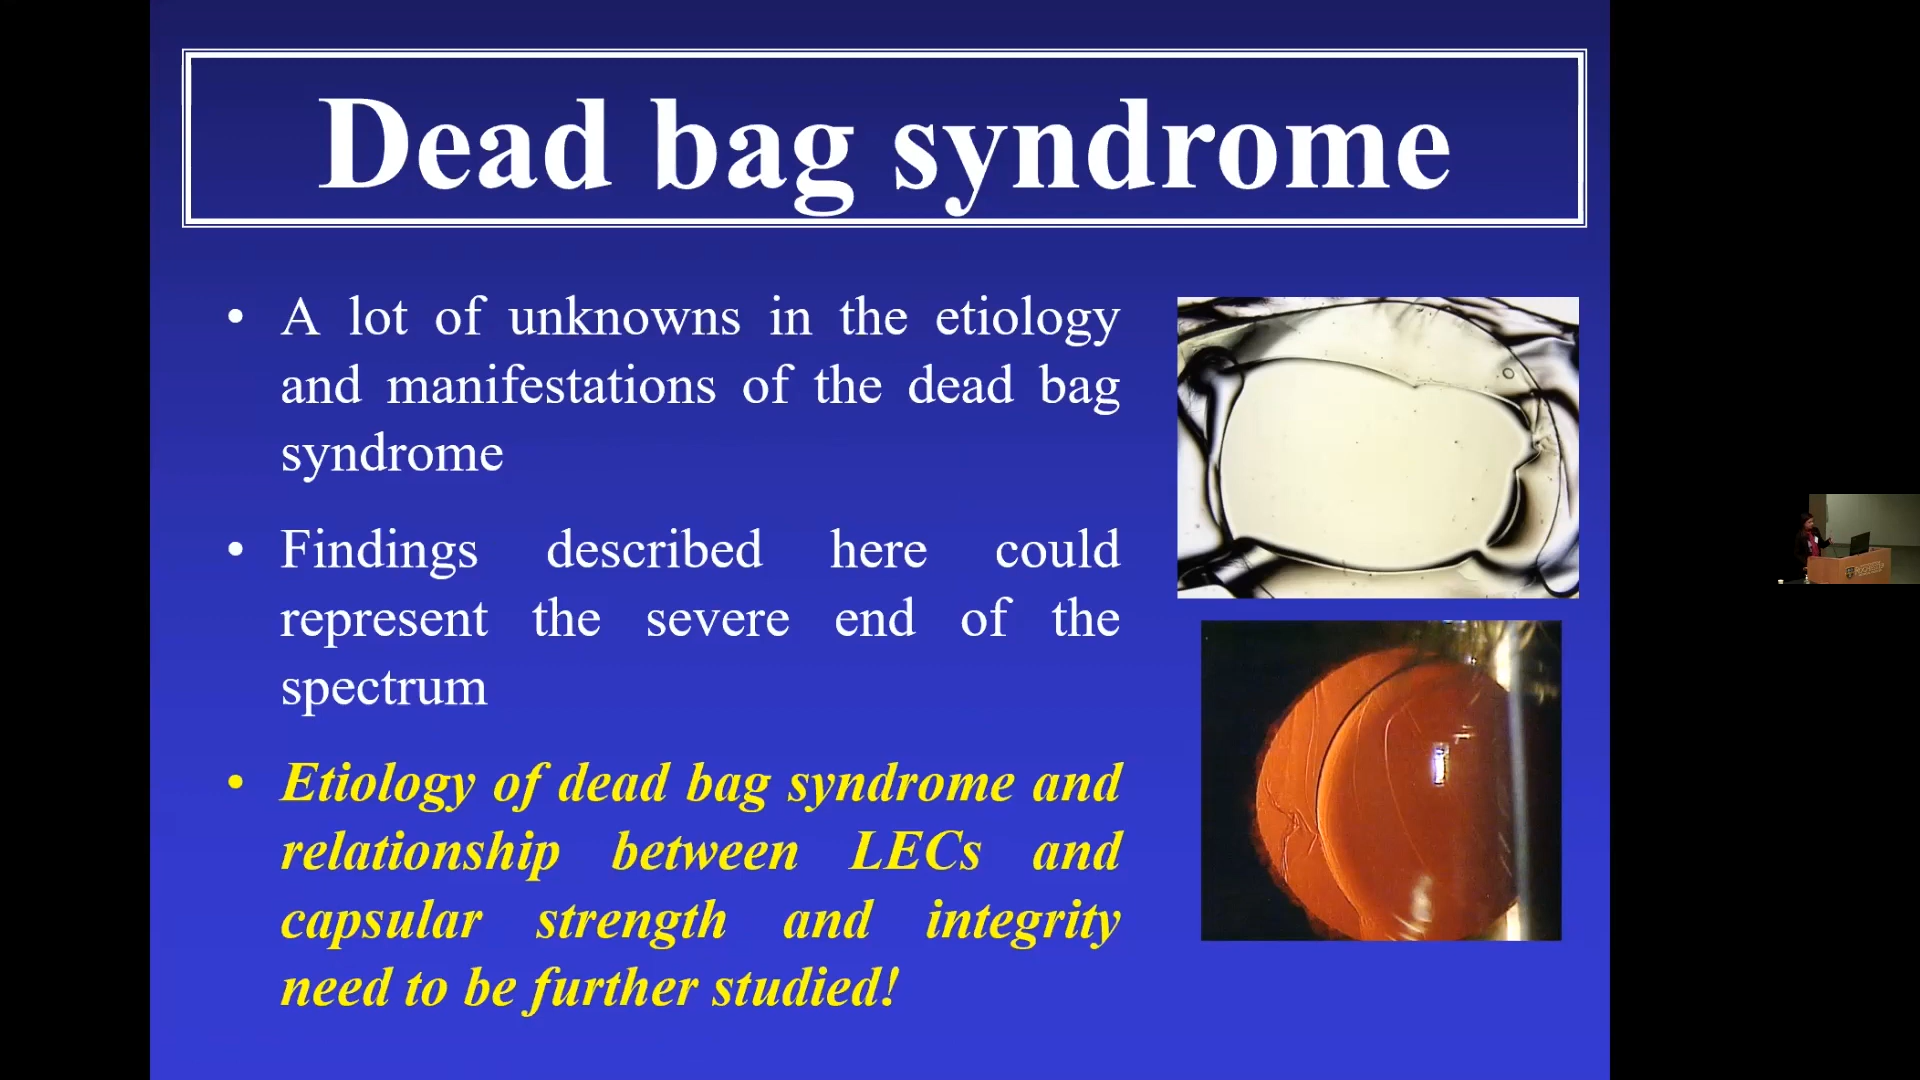 Dead bag syndrome
• A lot of unknowns in the etiology
and manifestations of the dead bag
syndrome
• Findings described here could
represent the severe end of the
spectrum
• Etiology of dead bag syndrome and
relationship between LECs and
capsular strength and integrity
need to be further studied!
ROCHESTER